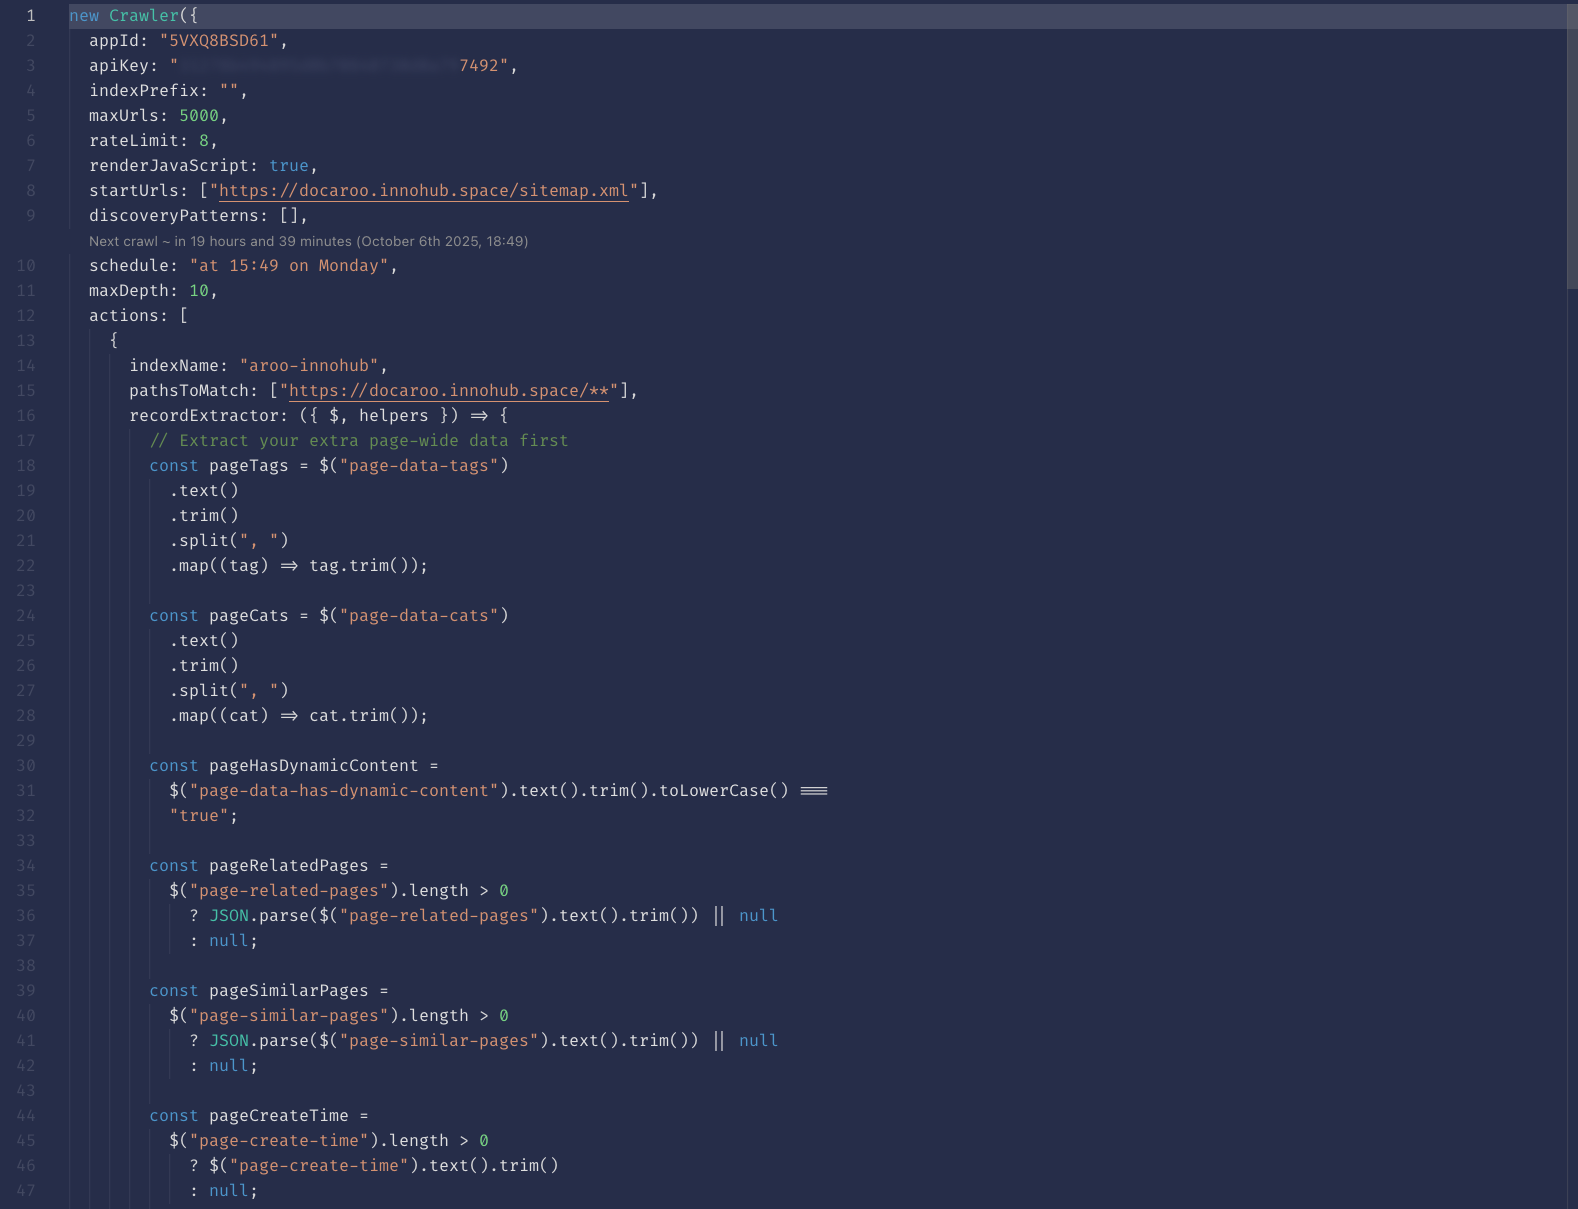 1 new Crawler({
2 appId: "5VXQ8BSD61",
3 apiKey: "7492",
4 indexPrefix: "",
5 maxUrls: 5000,
6 rateLimit: 8,
7 renderJavaScript: true,
8 startUrls: ["https://docaroo.innohub.space/sitemap.xml"],
9 discoveryPatterns: [],
Next crawl ~ in 19 hours and 39 minutes (October 6th 2025, 18:49)
10 schedule: "at 15:49 on Monday",
11 maxDepth: 10,
12 actions: [
13 {
14 indexName: "aroo-innohub",
15 pathsToMatch: ["https://docaroo.innohub.space/**"],
16 recordExtractor: ({ $, helpers }) => {
17 // Extract your extra page-wide data first
18 const pageTags = $("page-data-tags")
19 .text()
20 .trim()
21 .split(", ")
22 .map((tag) => tag.trim());
23
24 const pageCats = $("page-data-cats")
25 .text()
26 .trim()
27 .split(", ")
28 .map((cat) => cat.trim());
29
30 const pageHasDynamicContent =
31 $("page-data-has-dynamic-content").text().trim().toLowerCase() ===
32 "true";
33
34 const pageRelatedPages =
35 $("page-related-pages").length > 0
36 ? JSON.parse($("page-related-pages").text().trim()) || null
37 : null;
38
39 const pageSimilarPages =
40 $("page-similar-pages").length > 0
41 ? JSON.parse($("page-similar-pages").text().trim()) || null
42 : null;
43
44 const pageCreateTime =
45 $("page-create-time").length > 0
46 ? $("page-create-time").text().trim()
47 : null;